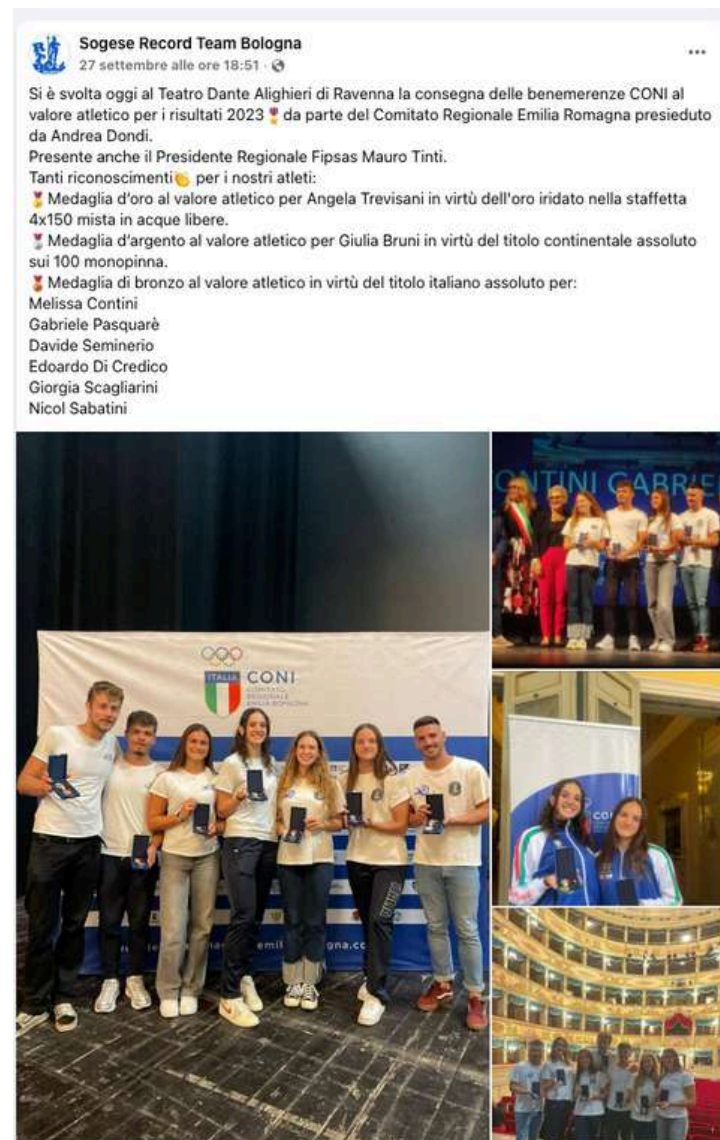 Sogese Record Team Bologna
27 settembre alle ore 18:51 ·
Si è svolta oggi al Teatro Dante Alighieri di Ravenna la consegna delle benemerenze CONI al
valore atletico per i risultati 2023🎖️da parte del Comitato Regionale Emilia Romagna presieduto
da Andrea Dondi.
Presente anche il Presidente Regionale Fipsas Mauro Tinti.
Tanti riconoscimenti👏 per i nostri atleti:
🥇Medaglia d'oro al valore atletico per Angela Trevisani in virtù dell'oro iridato nella staffetta
4x150 mista in acque libere.
🥈Medaglia d'argento al valore atletico per Giulia Bruni in virtù del titolo continentale assoluto
sui 100 monopinna.
🥉Medaglia di bronzo al valore atletico in virtù del titolo italiano assoluto per:
Melissa Contini
Gabriele Pasquarè
Davide Seminerio
Edoardo Di Credico
Giorgia Scagliarini
Nicol Sabatini
ONTINI GABRIE
ITALIA
CONI
COMITATO
REGIONALE
EMILIA ROMAGNA
CON